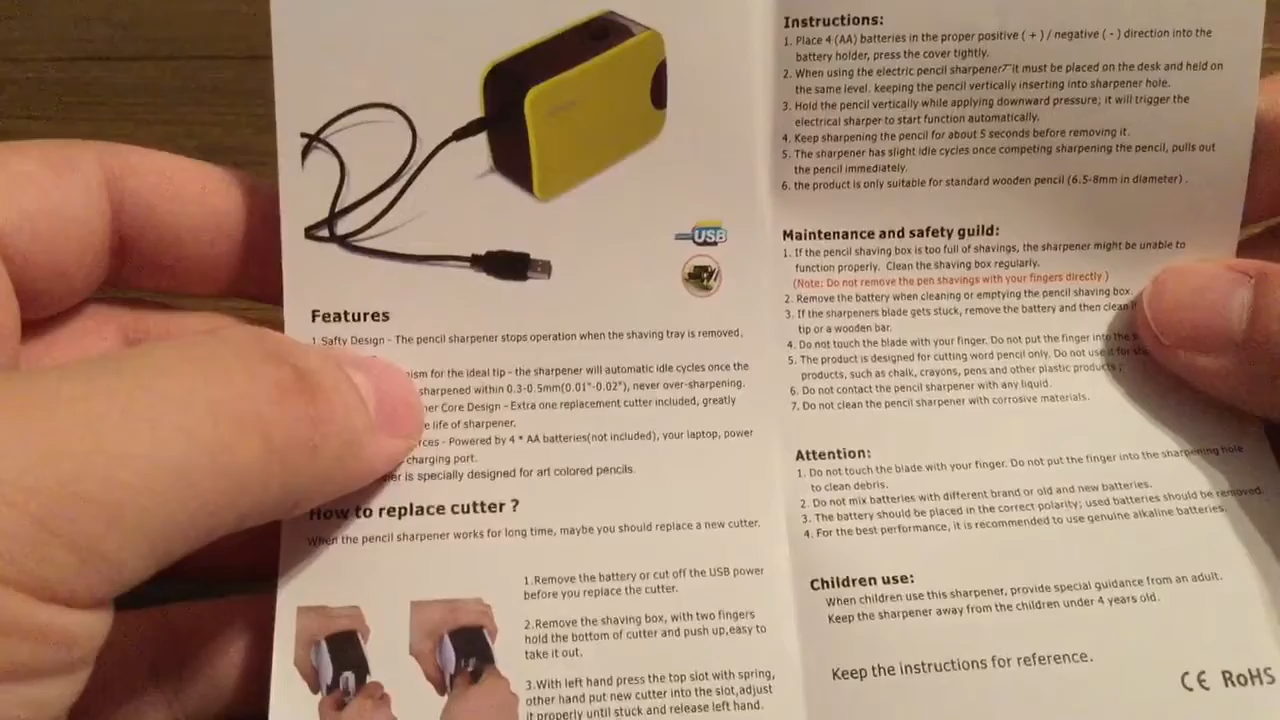 USB
Features
1 Safty Design - The pencil sharpener stops operation when the shaving tray is removed.
ism for the ideal tip - the sharpener will automatic idle cycles once the
sharpened within 0.3-0.5mm(0.01"-0.02"), never over-sharpening.
er Core Design - Extra one replacement cutter included, greatly
e life of sharpener.
rces - Powered by 4 * AA batteries(not included), your laptop, power
charging port.
er is specially designed for art colored pencils.
How to replace cutter ?
When the pencil sharpener works for long time, maybe you should replace a new cutter.
1.Remove the battery or cut off the USB power
before you replace the cutter.
2.Remove the shaving box, with two fingers
hold the bottom of cutter and push up,easy to
take it out.
3.With left hand press the top slot with spring,
other hand put new cutter into the slot,adjust
it properly until stuck and release left hand.
Instructions:
1. Place 4 (AA) batteries in the proper positive ( + ) / negative ( - ) direction into the
battery holder, press the cover tightly.
2. When using the electric pencil sharpener, it must be placed on the desk and held on
the same level. keeping the pencil vertically inserting into sharpener hole.
3. Hold the pencil vertically while applying downward pressure; it will trigger the
electrical sharper to start function automatically.
4. Keep sharpening the pencil for about 5 seconds before removing it.
5. The sharpener has slight idle cycles once competing sharpening the pencil, pulls out
the pencil immediately.
6. the product is only suitable for standard wooden pencil (6.5-8mm in diameter) .
Maintenance and safety guild:
1. If the pencil shaving box is too full of shavings, the sharpener might be unable to
function properly. Clean the shaving box regularly.
(Note: Do not remove the pen shavings with your fingers directly )
2. Remove the battery when cleaning or emptying the pencil shaving box.
3. If the sharpeners blade gets stuck, remove the battery and then clean
tip or a wooden bar.
4. Do not touch the blade with your finger. Do not put the finger into the
5. The product is designed for cutting word pencil only. Do not use it for
products, such as chalk, crayons, pens and other plastic products ;
6. Do not contact the pencil sharpener with any liquid.
7. Do not clean the pencil sharpener with corrosive materials.
Attention:
1. Do not touch the blade with your finger. Do not put the finger into the sharpening hole
to clean debris.
2. Do not mix batteries with different brand or old and new batteries.
3. The battery should be placed in the correct polarity; used batteries should be removed.
4. For the best performance, it is recommended to use genuine alkaline batteries.
Children use:
When children use this sharpener, provide special guidance from an adult.
Keep the sharpener away from the children under 4 years old.
Keep the instructions for reference.
CE RoHS